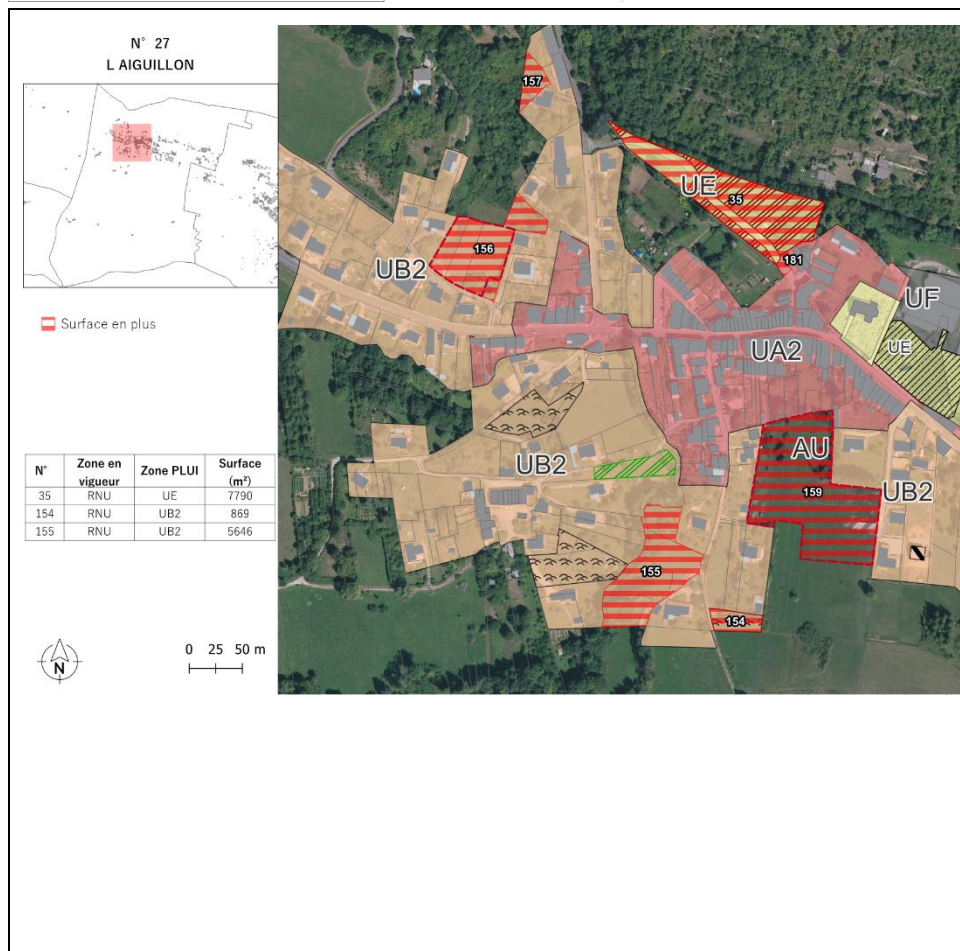 N° 27
L AIGUILLON
Surface en plus
N° Zone en vigueur Zone PLUI Surface (m²)
35 RNU UE 7790
154 RNU UB2 869
155 RNU UB2 5646
N
0 25 50 m
157
UE
35
156
UB2
181
UF
UE
UA2
AU
UB2
UB2
159
155
154